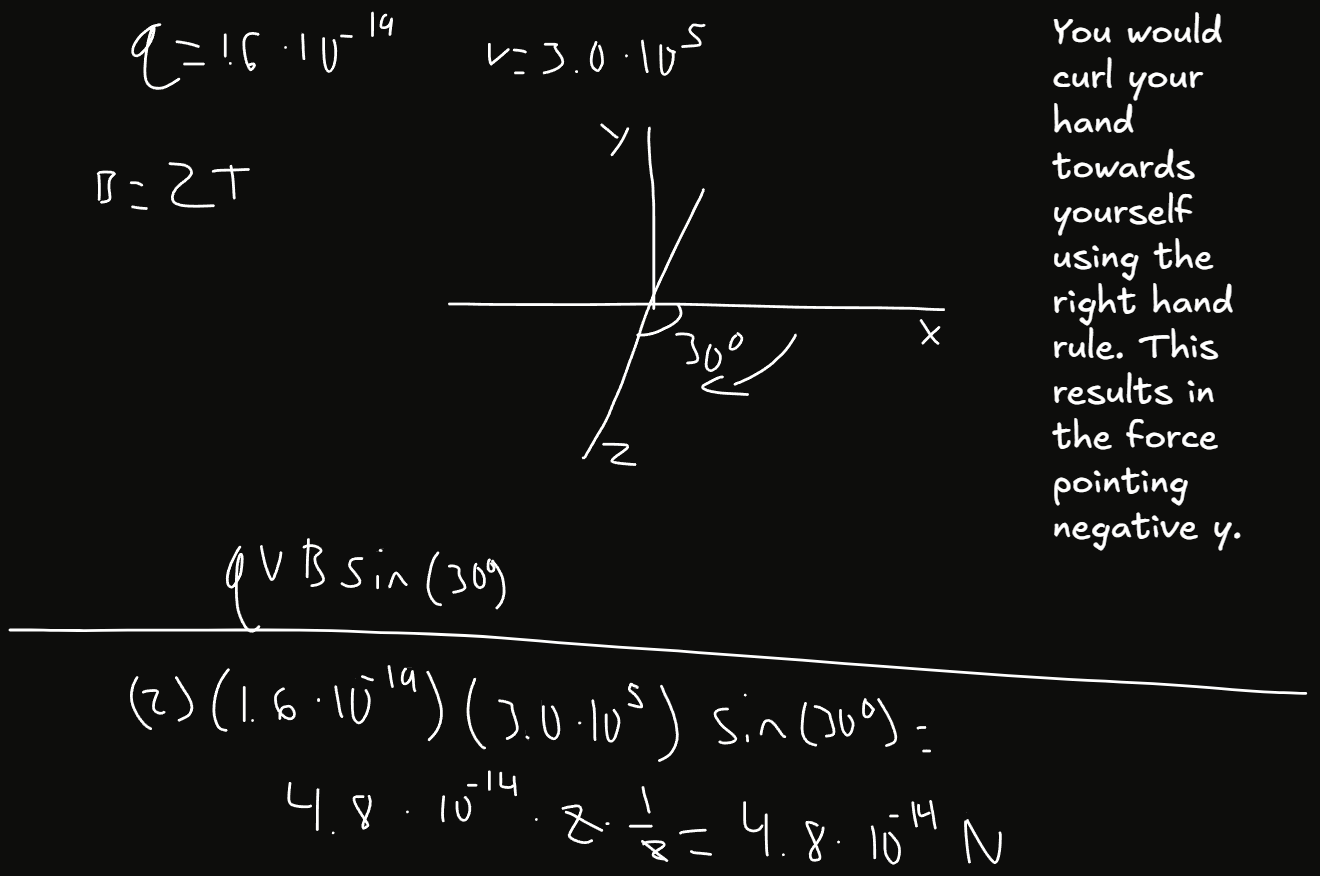 q = 1.6 · 10^-19
v = 3.0 · 10^5
B = 2T
y
x
30°
z
You would
curl your
hand
towards
yourself
using the
right hand
rule. This
results in
the force
pointing
negative y.
q v B sin(30°)
(2)(1.6 · 10^-19)(3.0 · 10^5) sin(30°) =
4.8 · 10^-14 · 2 · 1/2 = 4.8 · 10^-14 N